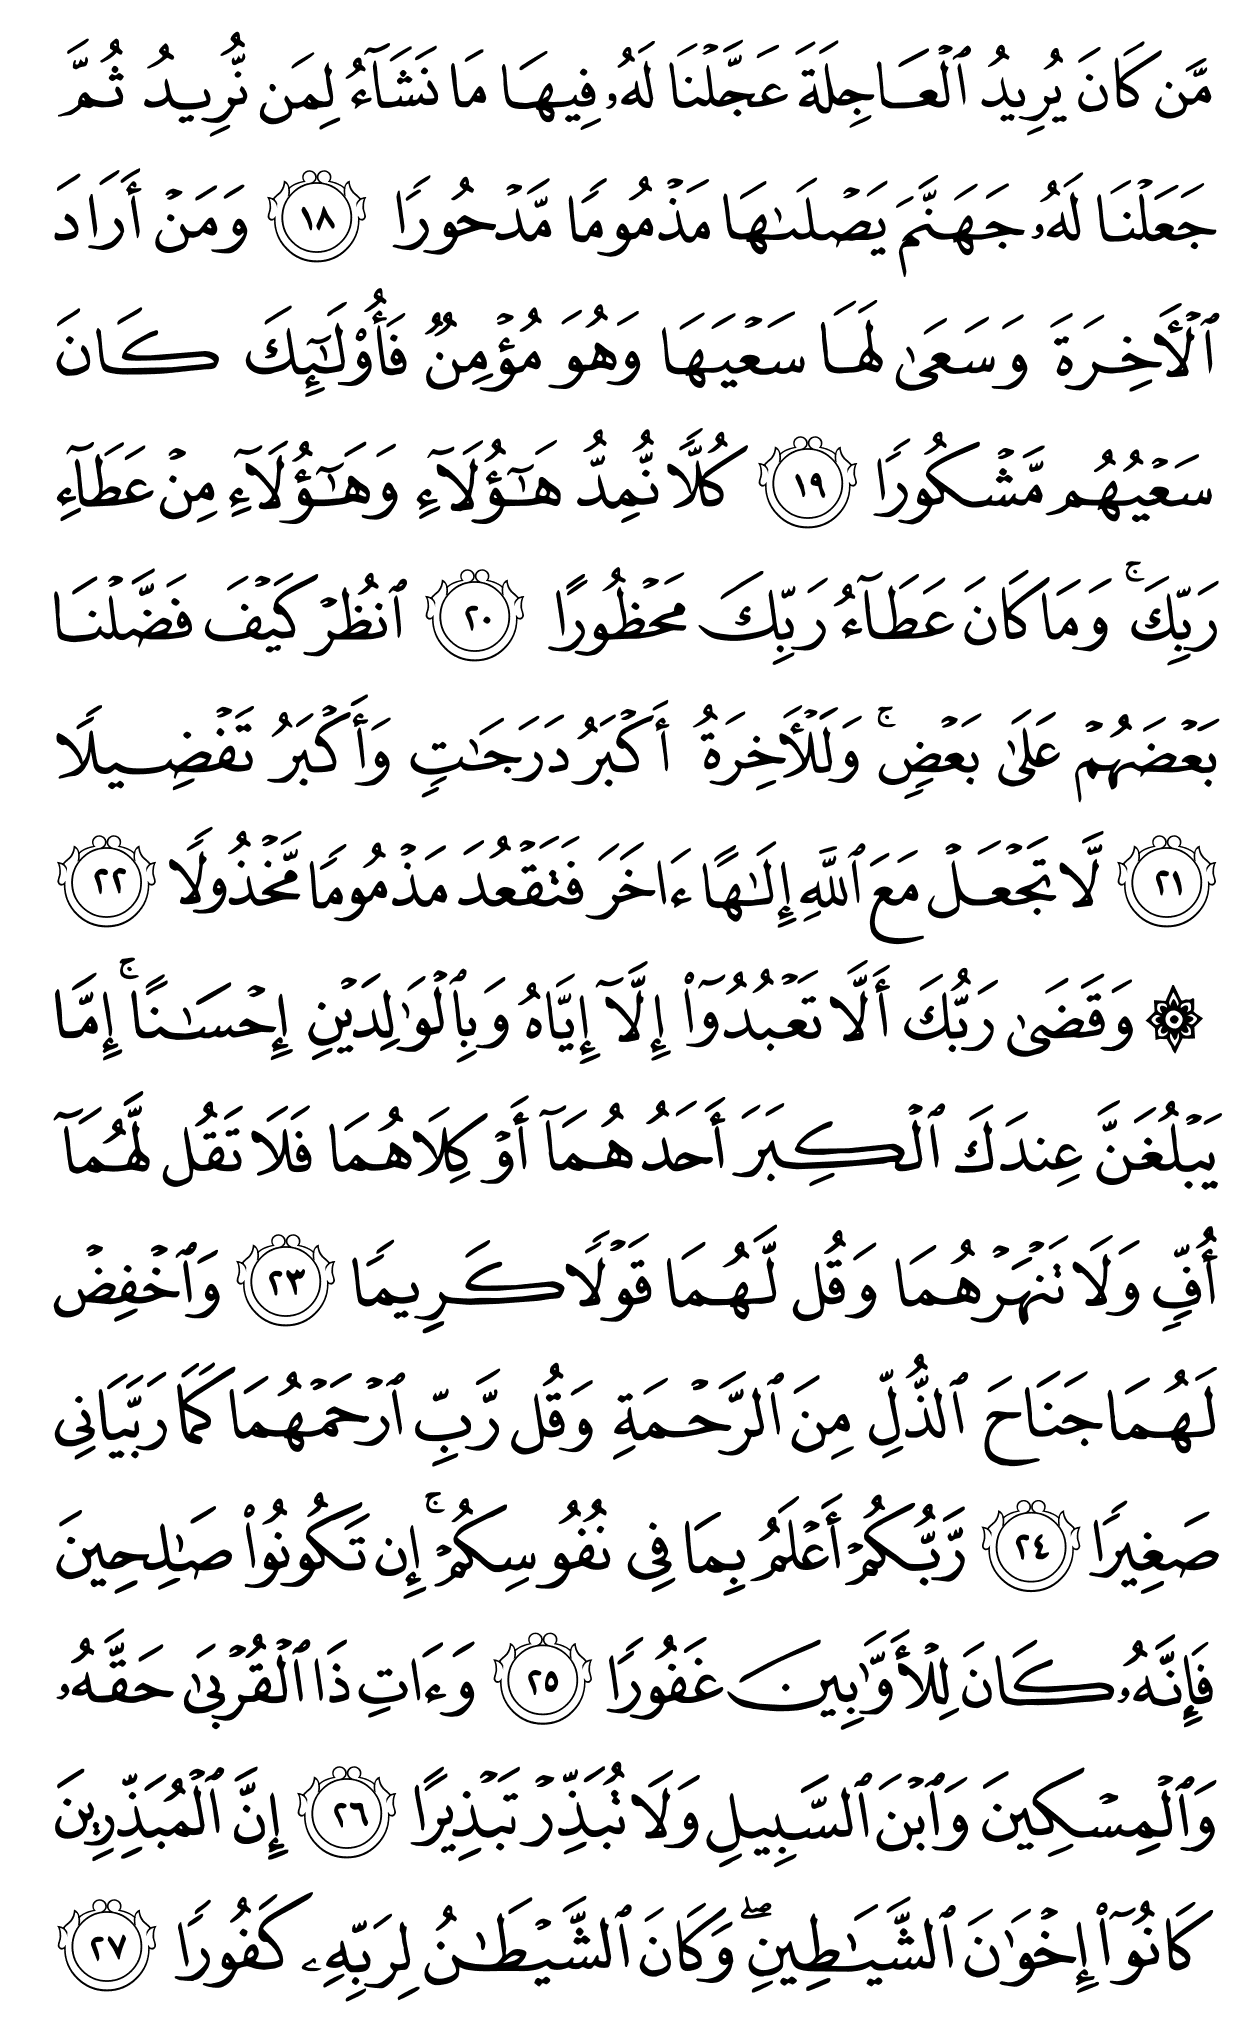 مَّن كَانَ يُرِيدُ ٱلْعَاجِلَةَ عَجَّلْنَا لَهُۥ فِيهَا مَا نَشَآءُ لِمَن نُّرِيدُ ثُمَّ
جَعَلْنَا لَهُۥ جَهَنَّمَ يَصْلَىٰهَا مَذْمُومًا مَّدْحُورًا ١٨ وَمَنْ أَرَادَ
ٱلْأَخِرَةَ وَسَعَىٰ لَهَا سَعْيَهَا وَهُوَ مُؤْمِنٌ فَأُو۟لَـٰٓئِكَ كَانَ
سَعْيُهُم مَّشْكُورًا ١٩ كُلًّا نُّمِدُّ هَـٰٓؤُلَآءِ وَهَـٰٓؤُلَآءِ مِنْ عَطَآءِ
رَبِّكَ ۚ وَمَا كَانَ عَطَآءُ رَبِّكَ مَحْظُورًا ٢٠ ٱنظُرْ كَيْفَ فَضَّلْنَا
بَعْضَهُمْ عَلَىٰ بَعْضٍ ۚ وَلَلْأَخِرَةُ أَكْبَرُ دَرَجَـٰتٍ وَأَكْبَرُ تَفْضِيلًا
٢١ لَّا تَجْعَلْ مَعَ ٱللَّهِ إِلَـٰهًا ءَاخَرَ فَتَقْعُدَ مَذْمُومًا مَّخْذُولًا ٢٢
۞ وَقَضَىٰ رَبُّكَ أَلَّا تَعْبُدُوٓا۟ إِلَّآ إِيَّاهُ وَبِٱلْوَٰلِدَيْنِ إِحْسَـٰنًا ۚ إِمَّا
يَبْلُغَنَّ عِندَكَ ٱلْكِبَرَ أَحَدُهُمَآ أَوْ كِلَاهُمَا فَلَا تَقُل لَّهُمَآ
أُفٍّ وَلَا تَنْهَرْهُمَا وَقُل لَّهُمَا قَوْلًا كَرِيمًا ٢٣ وَٱخْفِضْ
لَهُمَا جَنَاحَ ٱلذُّلِّ مِنَ ٱلرَّحْمَةِ وَقُل رَّبِّ ٱرْحَمْهُمَا كَمَا رَبَّيَانِى
صَغِيرًا ٢٤ رَّبُّكُمْ أَعْلَمُ بِمَا فِى نُفُوسِكُمْ ۚ إِن تَكُونُوا۟ صَـٰلِحِينَ
فَإِنَّهُۥ كَانَ لِلْأَوَّٰبِينَ غَفُورًا ٢٥ وَءَاتِ ذَا ٱلْقُرْبَىٰ حَقَّهُۥ
وَٱلْمِسْكِينَ وَٱبْنَ ٱلسَّبِيلِ وَلَا تُبَذِّرْ تَبْذِيرًا ٢٦ إِنَّ ٱلْمُبَذِّرِينَ
كَانُوٓا۟ إِخْوَٰنَ ٱلشَّيَـٰطِينِ ۖ وَكَانَ ٱلشَّيْطَـٰنُ لِرَبِّهِۦ كَفُورًا ٢٧